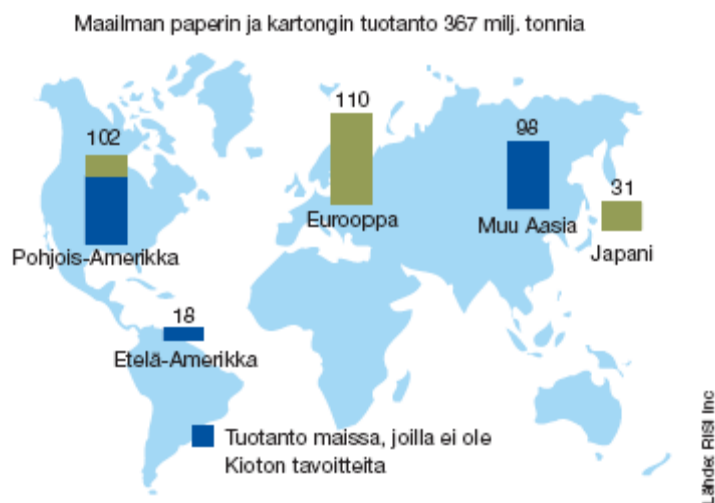 Maailman paperin ja kartongin tuotanto 367 milj. tonnia
110
102
98
31
Eurooppa
Muu Aasia
Japani
Pohjois-Amerikka
18
Etelä-Amerikka
Tuotanto maissa, joilla ei ole
Kioton tavoitteita
Lähde: RISI Inc